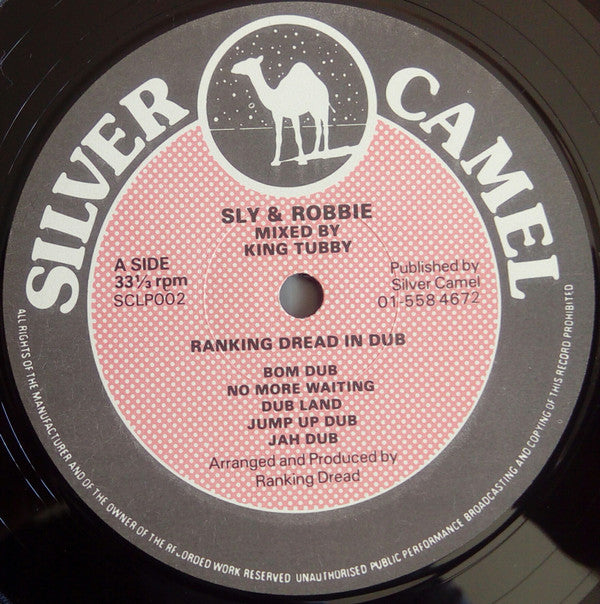 SILVER CAMEL
SLY & ROBBIE
MIXED BY
KING TUBBY
A SIDE
33⅓ rpm
SCLP002
Published by
Silver Camel
01-558 4672
RANKING DREAD IN DUB
BOM DUB
NO MORE WAITING
DUB LAND
JUMP UP DUB
JAH DUB
Arranged and Produced by
Ranking Dread
ALL RIGHTS OF THE MANUFACTURER AND OF THE OWNER OF THE RECORDED WORK RESERVED UNAUTHORISED PUBLIC PERFORMANCE BROADCASTING AND COPYING OF THIS RECORD PROHIBITED